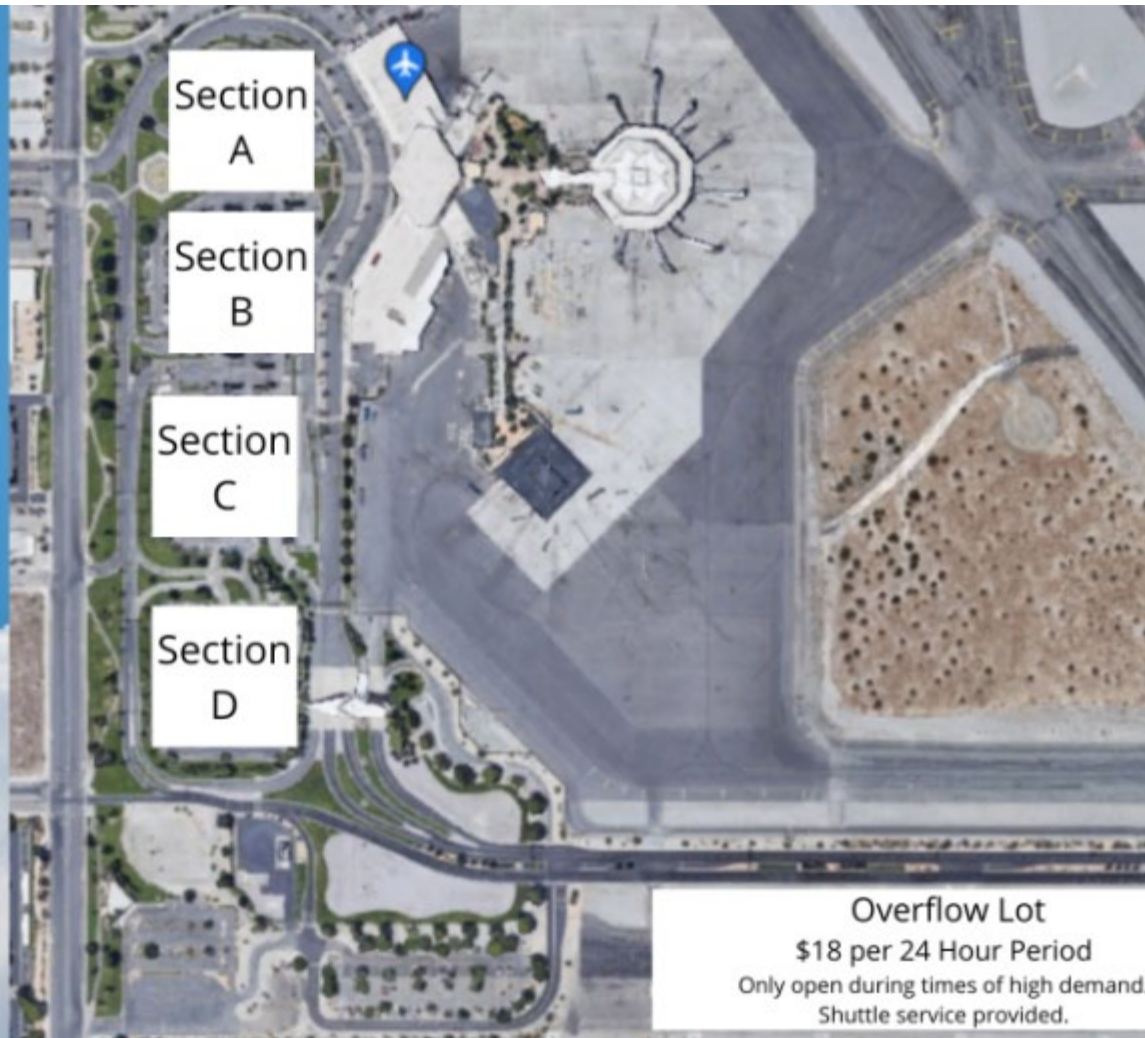 Section
A
Section
B
Section
C
Section
D
Overflow Lot
$18 per 24 Hour Period
Only open during times of high demand.
Shuttle service provided.